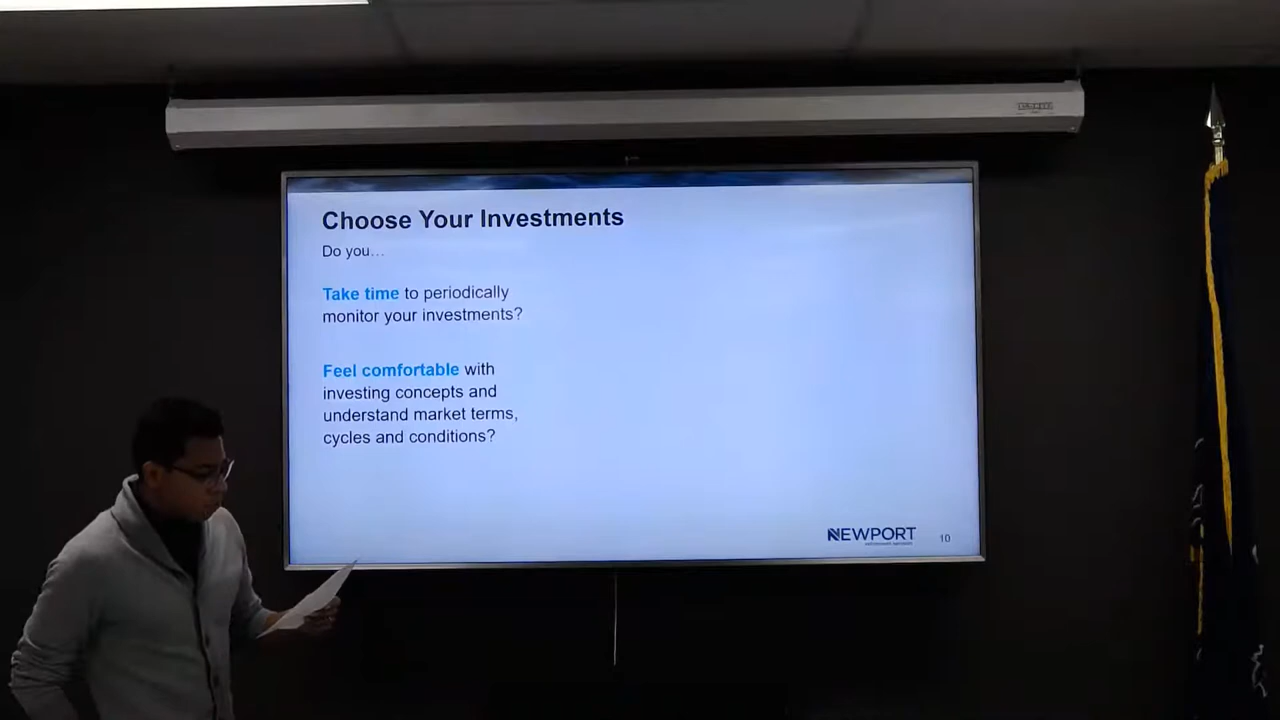 Choose Your Investments
Do you…
Take time to periodically
monitor your investments?
Feel comfortable with
investing concepts and
understand market terms,
cycles and conditions?
NEWPORT
10